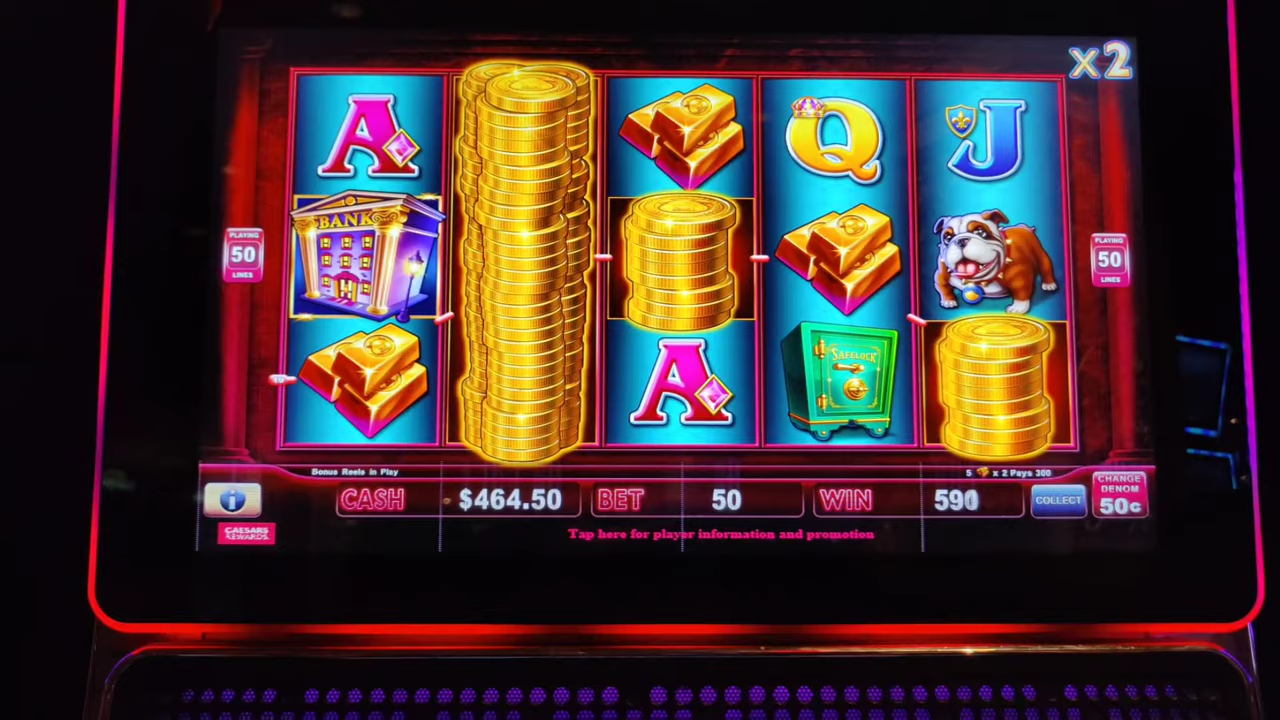 x2
A
Q
J
BANK
PLAYING
50
LINES
PLAYING
50
LINES
A
SAFELOCK
Bonus Reels in Play
5 x 2 Pays 300
CASH $464.50 BET 50 WIN 590 COLLECT
CHANGE
DENOM
50¢
i
CAESARS
REWARDS
Tap here for player information and promotion